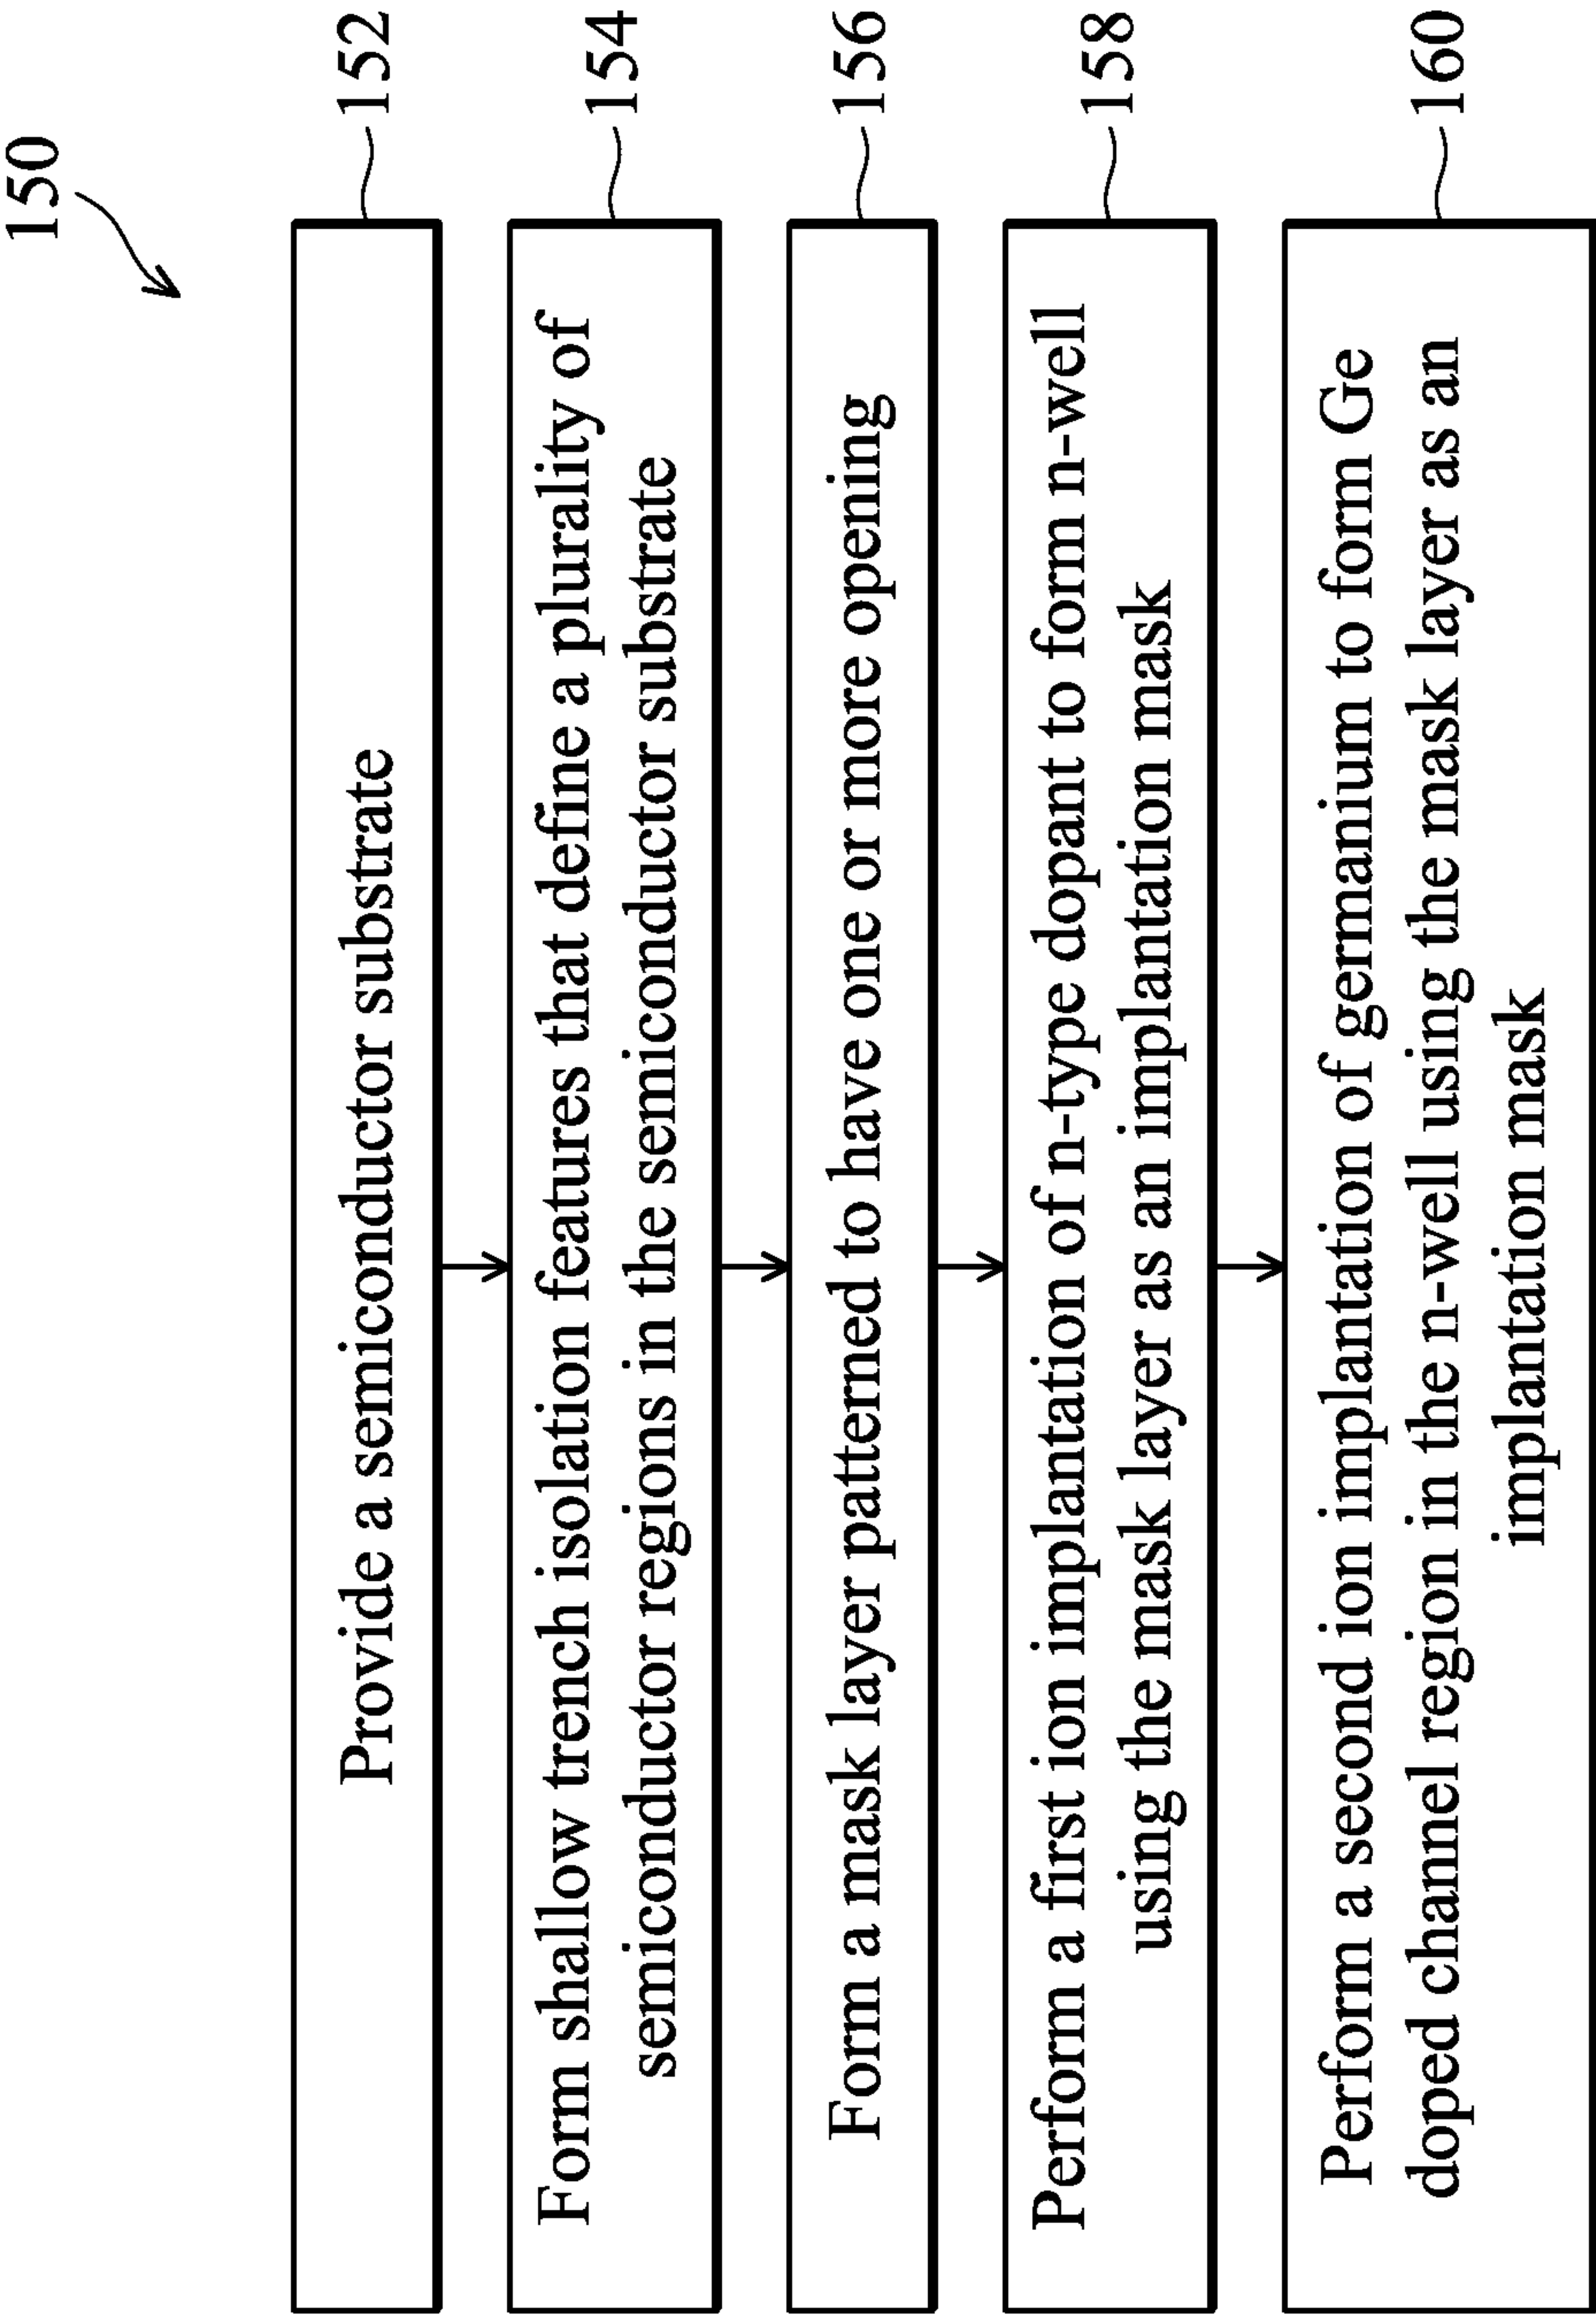 150
Provide a semiconductor substrate
152
Form shallow trench isolation features that define a plurality of
semiconductor regions in the semiconductor substrate
154
Form a mask layer patterned to have one or more opening
156
Perform a first ion implantation of n-type dopant to form n-well
using the mask layer as an implantation mask
158
Perform a second ion implantation of germanium to form Ge
doped channel region in the n-well using the mask layer as an
implantation mask
160